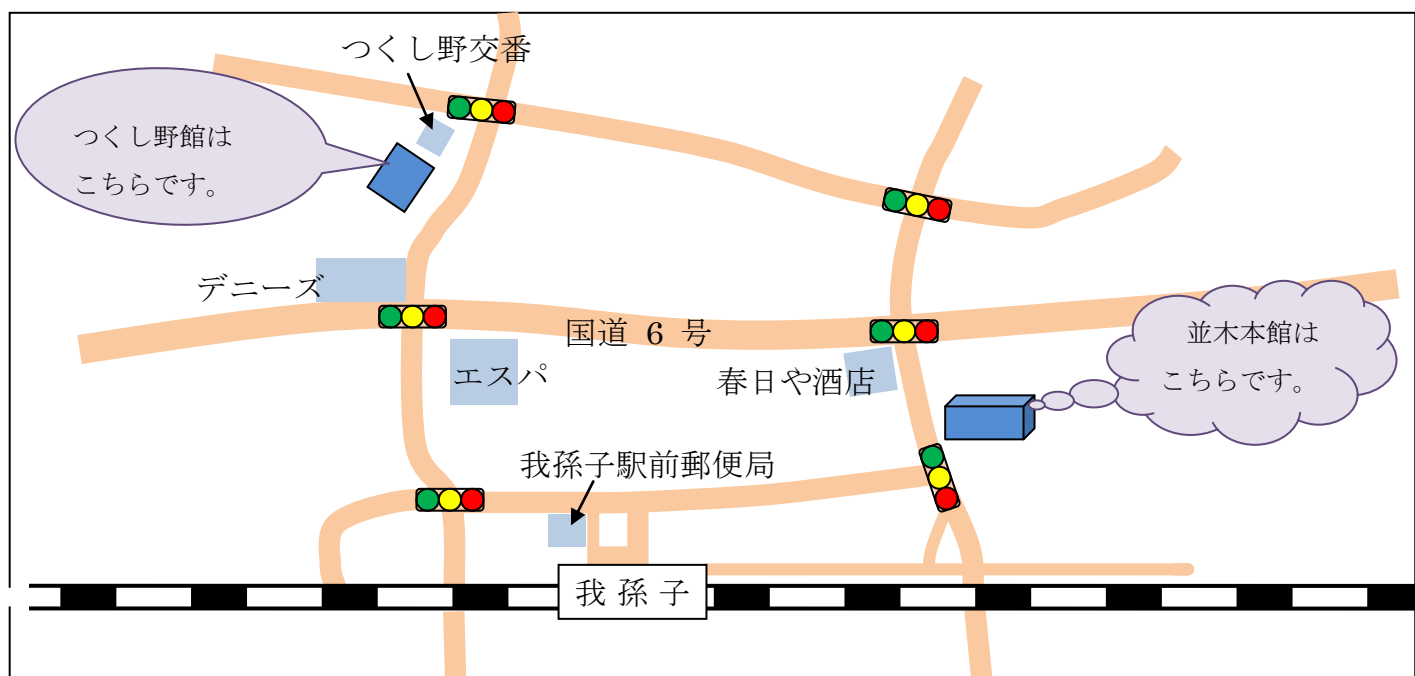 つくし野交番
つくし野館は
こちらです。
デニーズ
国道 6 号
並木本館は
こちらです。
エスパ
春日や酒店
我孫子駅前郵便局
我 孫 子